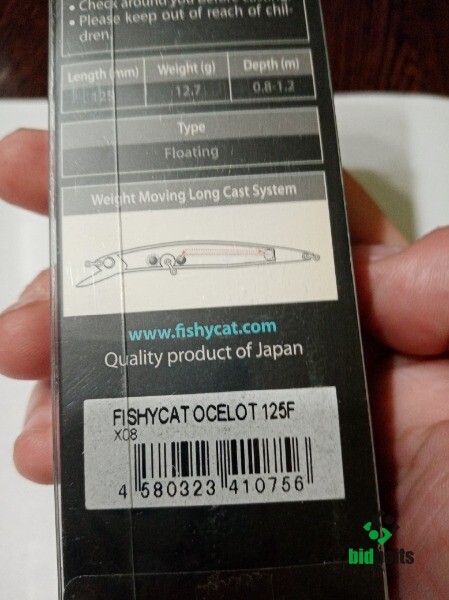 • Check around you before casting.
• Please keep out of reach of chil-
dren.
Length (mm) Weight (g) Depth (m)
125 12.7 0.8-1.2
Type
Floating
Weight Moving Long Cast System
www.fishycat.com
Quality product of Japan
FISHYCAT OCELOT 125F
X08
4 580323 410756